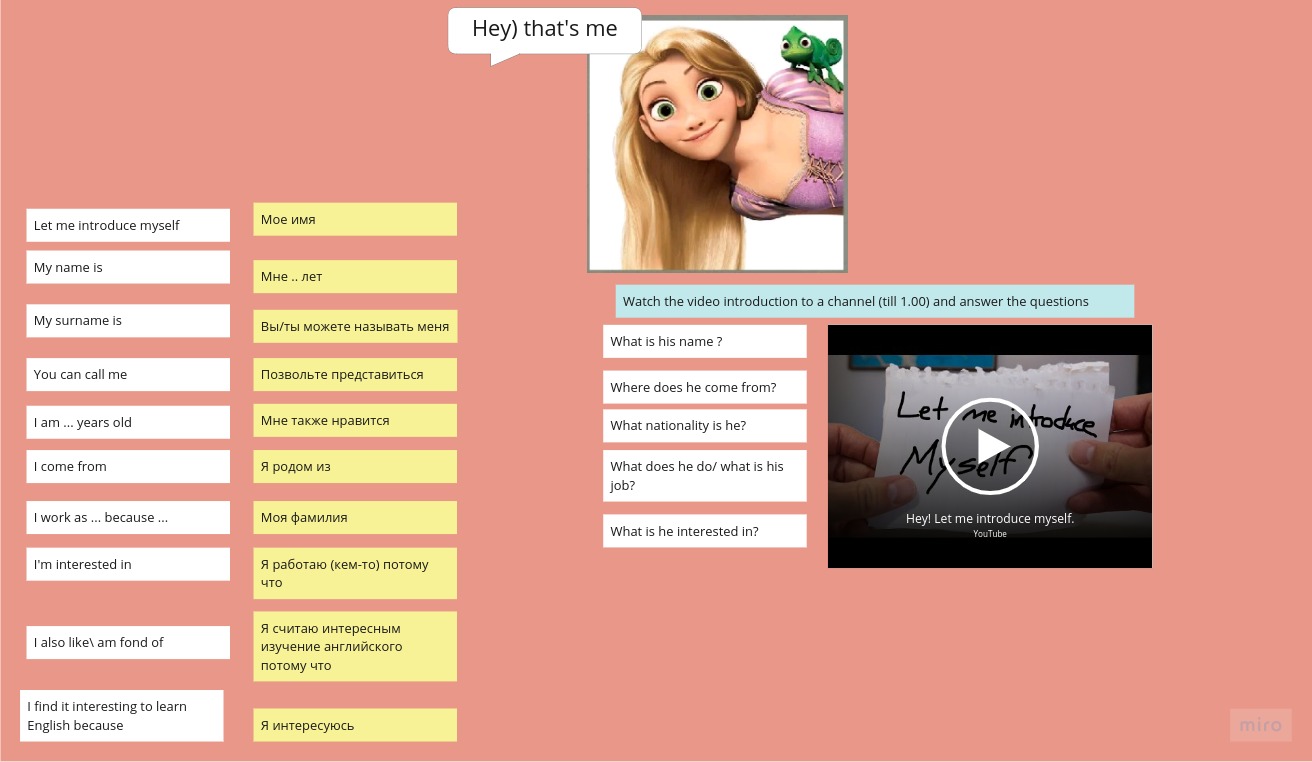 Hey) that's me
Let me introduce myself
My name is
My surname is
You can call me
I am ... years old
I come from
I work as ... because ...
I'm interested in
I also like\ am fond of
I find it interesting to learn
English because
Мое имя
Мне .. лет
Вы/ты можете называть меня
Позвольте представиться
Мне также нравится
Я родом из
Моя фамилия
Я работаю (кем-то) потому
что
Я считаю интересным
изучение английского
потому что
Я интересуюсь
Watch the video introduction to a channel (till 1.00) and answer the questions
What is his name ?
Where does he come from?
What nationality is he?
What does he do/ what is his
job?
What is he interested in?
Let me introduce
Myself
Hey! Let me introduce myself.
YouTube
miro